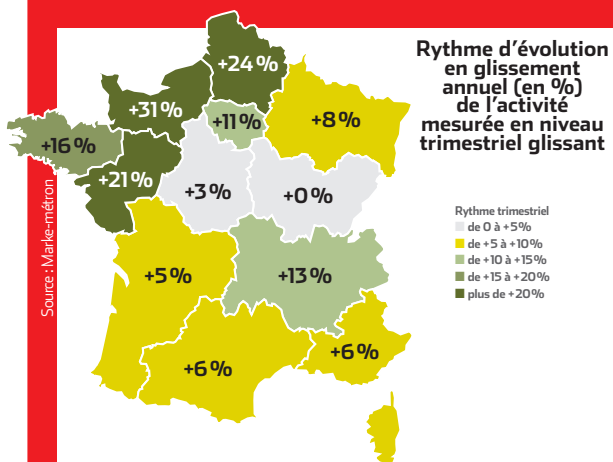 Rythme d’évolution
en glissement
annuel (en %)
de l’activité
mesurée en niveau
trimestriel glissant
+24 %
+31 %
+11 %
+8 %
+16 %
+21 %
+3 %
+0 %
+5 %
+13 %
+6 %
+6 %
Rythme trimestriel
de 0 à +5%
de +5 à +10%
de +10 à +15%
de +15 à +20%
plus de +20%
Source : Marke-métron